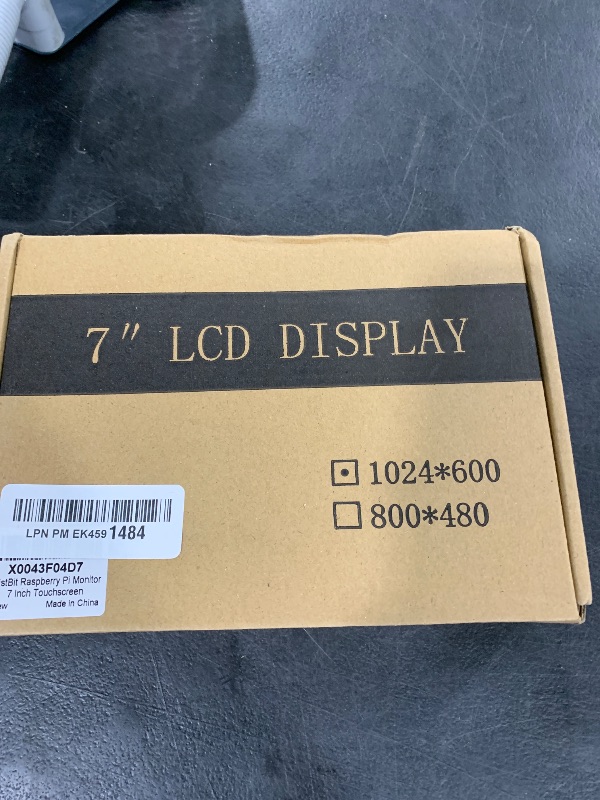 7" LCD DISPLAY
1024*600
800*480
LPN PM EK459 1484
X0043F04D7
Raspberry Pi Monitor
7 Inch Touchscreen
Made in China